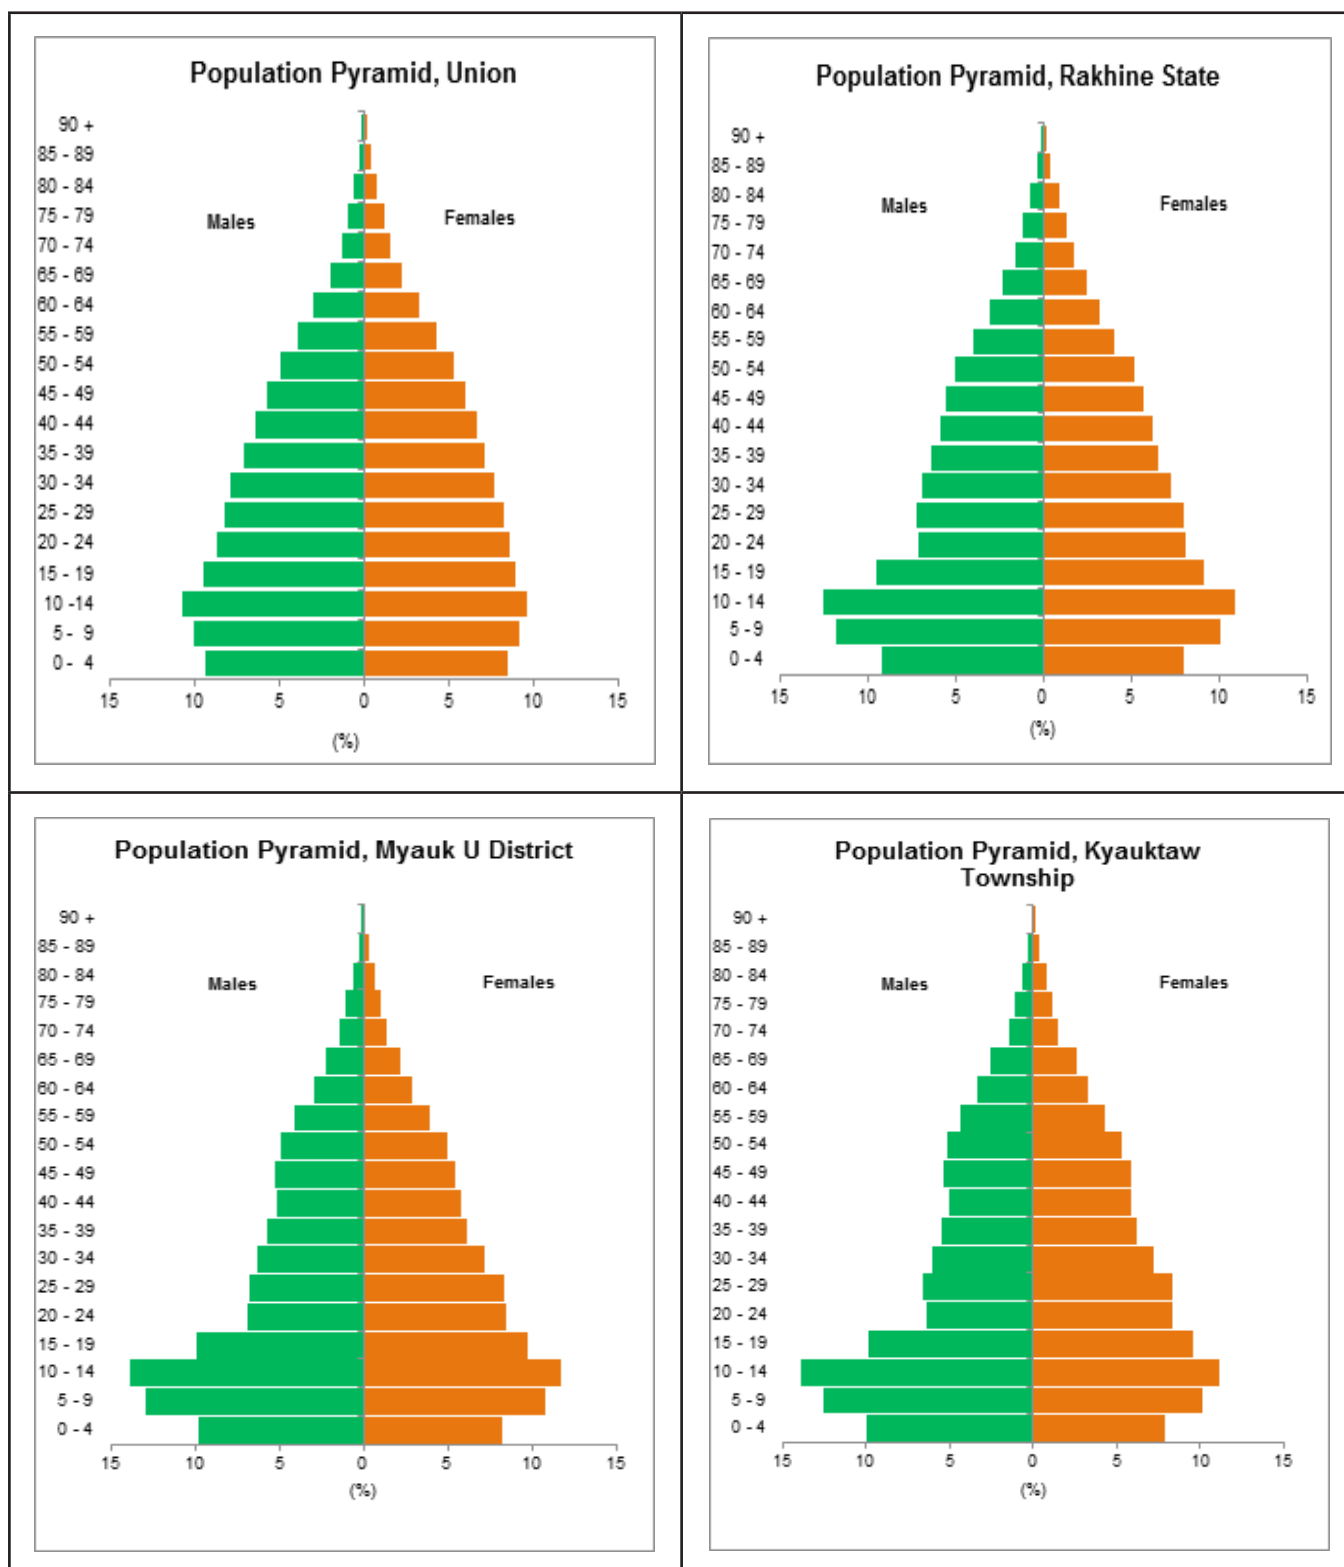 Population Pyramid, Union
90 +
85 - 89
80 - 84
75 - 79
Males
Females
70 - 74
65 - 69
60 - 64
55 - 59
50 - 54
45 - 49
40 - 44
35 - 39
30 - 34
25 - 29
20 - 24
15 - 19
10 -14
5 -  9
0 -  4
15 10 5 0 5 10 15
(%)
Population Pyramid, Rakhine State
90 +
85 - 89
80 - 84
Males
Females
75 - 79
70 - 74
65 - 69
60 - 64
55 - 59
50 - 54
45 - 49
40 - 44
35 - 39
30 - 34
25 - 29
20 - 24
15 - 19
10 - 14
5 - 9
0 - 4
15 10 5 0 5 10 15
(%)
Population Pyramid, Myauk U District
90 +
85 - 89
80 - 84
Males
Females
75 - 79
70 - 74
65 - 69
60 - 64
55 - 59
50 - 54
45 - 49
40 - 44
35 - 39
30 - 34
25 - 29
20 - 24
15 - 19
10 - 14
5 - 9
0 - 4
15 10 5 0 5 10 15
(%)
Population Pyramid, Kyauktaw
Township
90 +
85 - 89
80 - 84
Males
Females
75 - 79
70 - 74
65 - 69
60 - 64
55 - 59
50 - 54
45 - 49
40 - 44
35 - 39
30 - 34
25 - 29
20 - 24
15 - 19
10 - 14
5 - 9
0 - 4
15 10 5 0 5 10 15
(%)